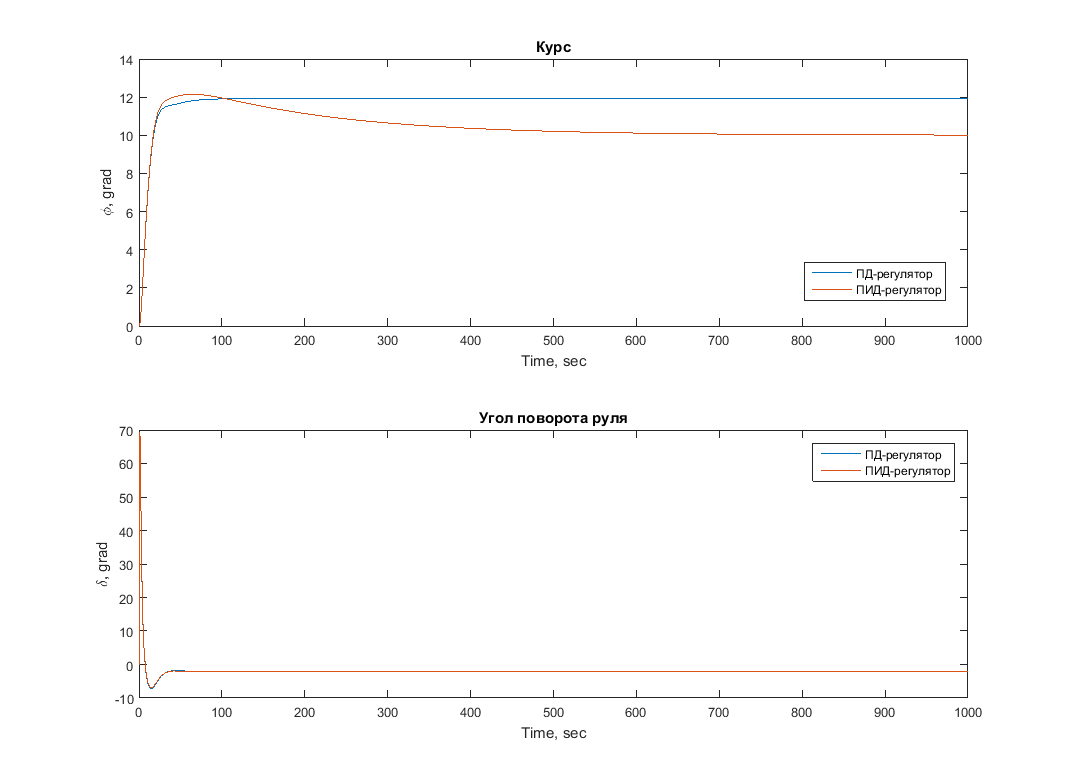 Курс
14
12
10
8
6
4
2
0
ϕ, grad
0 100 200 300 400 500 600 700 800 900 1000
Time, sec
ПД-регулятор
ПИД-регулятор
Угол поворота руля
70
60
50
40
30
20
10
0
-10
δ, grad
0 100 200 300 400 500 600 700 800 900 1000
Time, sec
ПД-регулятор
ПИД-регулятор